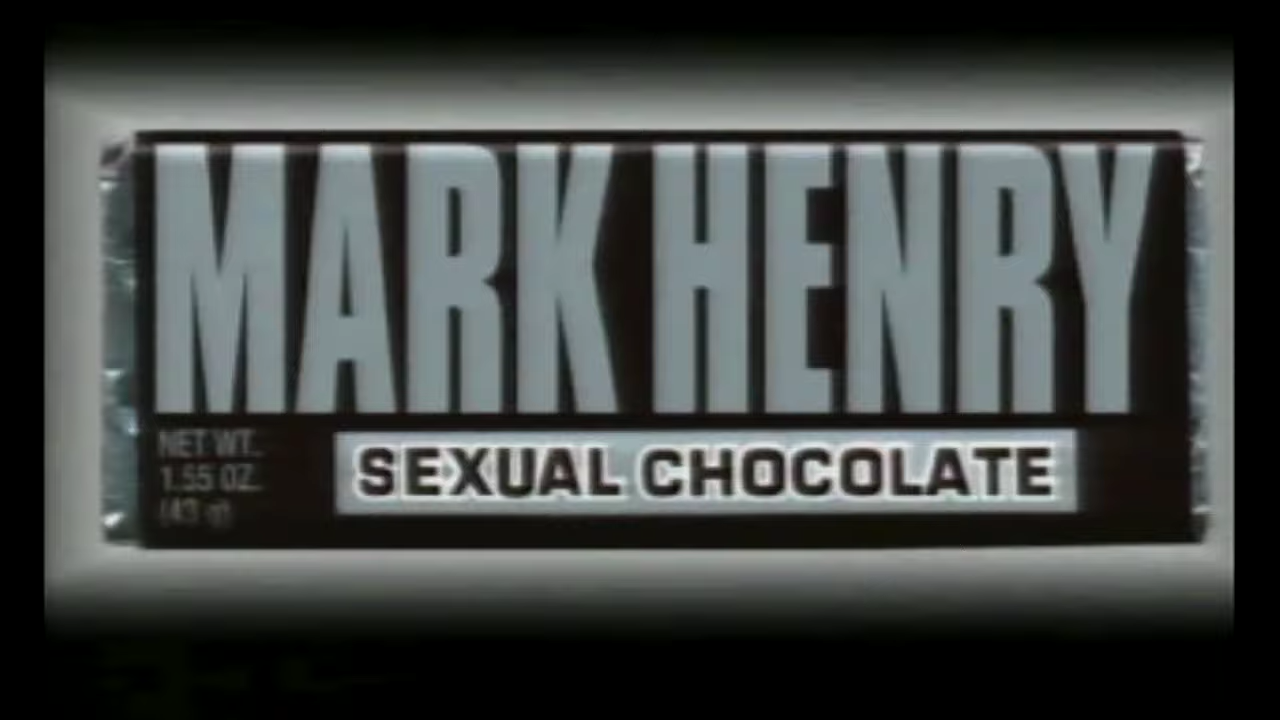 MARK HENRY
NET WT.
1.55 OZ.
(43 g)
SEXUAL CHOCOLATE